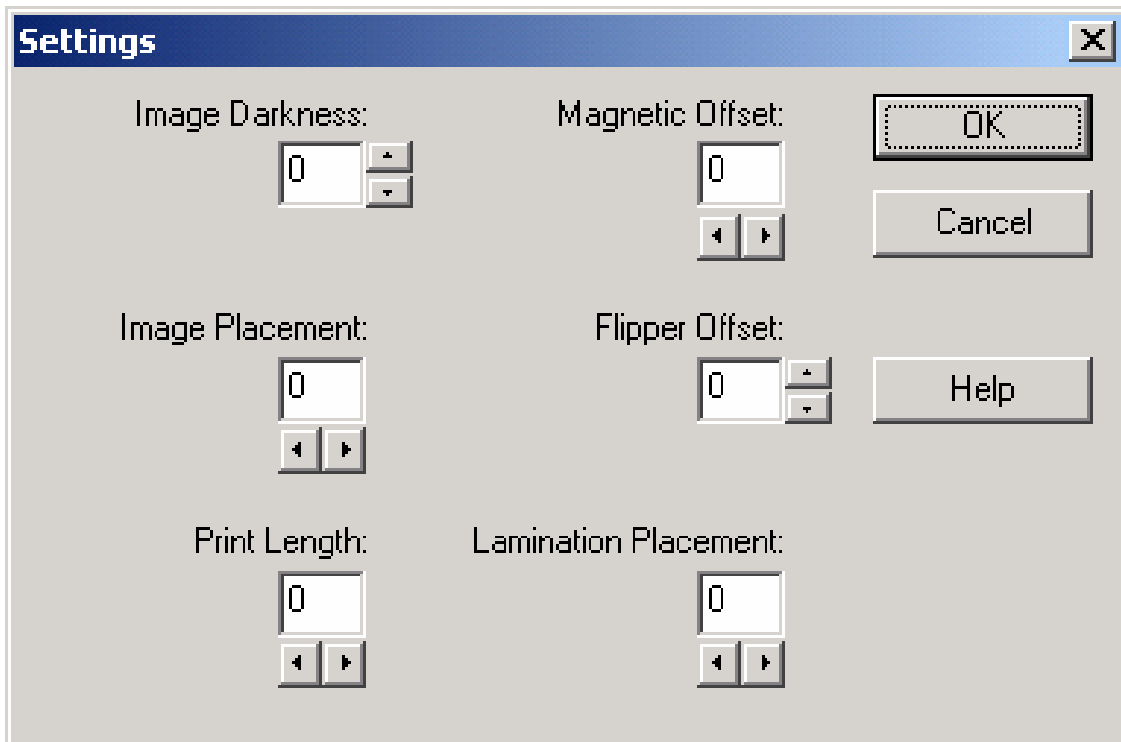 Settings
Image Darkness:
0
Magnetic Offset:
0
OK
Cancel
Image Placement:
0
Flipper Offset:
0
Help
Print Length:
0
Lamination Placement:
0